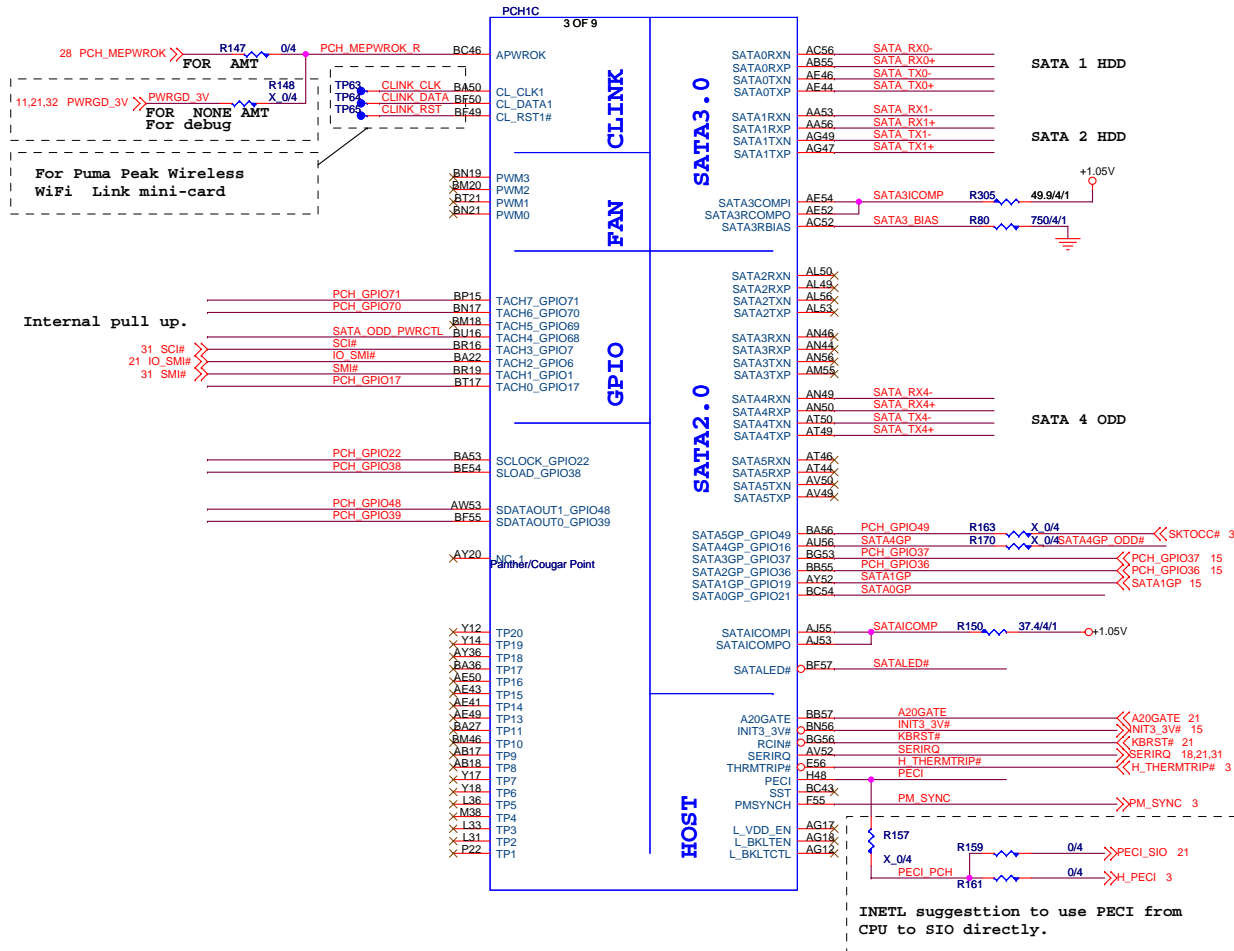 PCH1C
3 OF 9
28 PCH_MEPWROK
R147
0/4
FOR AMT
PCH_MEPWROK_R
BC46
APWROK
11,21,32 PWRGD_3V
PWRGD_3V
R148
X_0/4
FOR NONE AMT
For debug
TP63
CLINK_CLK
BA50
CL_CLK1
TP64
CLINK_DATA
BF50
CL_DATA1
TP65
CLINK_RST
BF49
CL_RST1#
For Puma Peak Wireless
WiFi Link mini-card
CLINK
BN19
PWM3
BM20
PWM2
BT21
PWM1
BN21
PWM0
FAN
Internal pull up.
PCH_GPIO71
BP15
TACH7_GPIO71
PCH_GPIO70
BN17
TACH6_GPIO70
BM18
TACH5_GPIO69
SATA_ODD_PWRCTL
BU16
TACH4_GPIO68
31 SCI#
SCI#
BR16
TACH3_GPIO7
21 IO_SMI#
IO_SMI#
BA22
TACH2_GPIO6
31 SMI#
SMI#
BR19
TACH1_GPIO1
PCH_GPIO17
BT17
TACH0_GPIO17
GPIO
PCH_GPIO22
BA53
SCLOCK_GPIO22
PCH_GPIO38
BE54
SLOAD_GPIO38
PCH_GPIO48
AW53
SDATAOUT1_GPIO48
PCH_GPIO39
BF55
SDATAOUT0_GPIO39
AY20
NC_1
Panther/Cougar Point
Y12
TP20
Y14
TP19
AY36
TP18
BA36
TP17
AE50
TP16
AE43
TP15
AE41
TP14
AE49
TP13
BA27
TP11
BM46
TP10
AB17
TP9
AB18
TP8
Y17
TP7
Y18
TP6
L36
TP5
M38
TP4
L33
TP3
L31
TP2
P22
TP1
SATA3.0
SATA0RXN
AC56
SATA_RX0-
SATA0RXP
AB55
SATA_RX0+
SATA0TXN
AE46
SATA_TX0-
SATA0TXP
AE44
SATA_TX0+
SATA 1 HDD
SATA1RXN
AA53
SATA_RX1-
SATA1RXP
AA56
SATA_RX1+
SATA1TXN
AG49
SATA_TX1-
SATA1TXP
AG47
SATA_TX1+
SATA 2 HDD
+1.05V
SATA3COMPI
AE54
SATA3ICOMP
R305
49.9/4/1
SATA3RCOMPO
AE52
SATA3RBIAS
AC52
SATA3_BIAS
R80
750/4/1
SATA2.0
SATA2RXN
AL50
SATA2RXP
AL49
SATA2TXN
AL56
SATA2TXP
AL53
SATA3RXN
AN46
SATA3RXP
AN44
SATA3TXN
AN56
SATA3TXP
AM55
SATA4RXN
AN49
SATA_RX4-
SATA4RXP
AN50
SATA_RX4+
SATA4TXN
AT50
SATA_TX4-
SATA4TXP
AT49
SATA_TX4+
SATA 4 ODD
SATA5RXN
AT46
SATA5RXP
AT44
SATA5TXN
AV50
SATA5TXP
AV49
SATA5GP_GPIO49
BA56
PCH_GPIO49
R163
X_0/4
SKTOCC# 3
SATA4GP_GPIO16
AU56
SATA4GP
R170
X_0/4
SATA4GP_ODD#
SATA3GP_GPIO37
BG53
PCH_GPIO37
PCH_GPIO37 15
SATA2GP_GPIO36
BB55
PCH_GPIO36
PCH_GPIO36 15
SATA1GP_GPIO19
AY52
SATA1GP
SATA1GP 15
SATA0GP_GPIO21
BC54
SATA0GP
SATAICOMPI
AJ55
SATAICOMP
R150
37.4/4/1
+1.05V
SATAICOMPO
AJ53
SATALED#
BF57
SATALED#
HOST
A20GATE
BB57
A20GATE
A20GATE 21
INIT3_3V#
BN56
INIT3_3V#
INIT3_3V# 15
RCIN#
BG56
KBRST#
KBRST# 21
SERIRQ
AV52
SERIRQ
SERIRQ 18,21,31
THRMTRIP#
E56
H_THERMTRIP#
H_THERMTRIP# 3
PECI
H48
PECI
SST
BC43
PMSYNCH
F55
PM_SYNC
PM_SYNC 3
L_VDD_EN
AG17
L_BKLTEN
AG18
L_BKLTCTL
AG12
R157
X_0/4
PECI_PCH
R159
0/4
PECI_SIO 21
R161
0/4
H_PECI 3
INETL suggesttion to use PECI from
CPU to SIO directly.